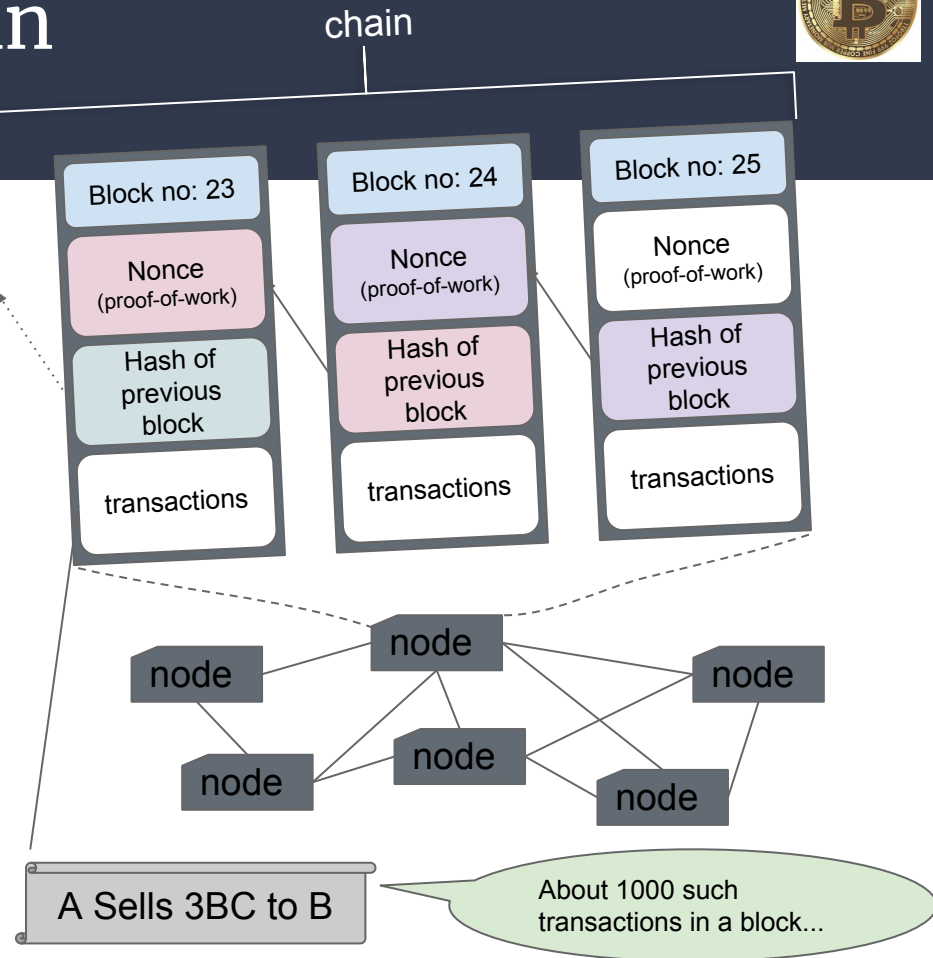 chain
Block no: 23
Nonce
(proof-of-work)
Hash of
previous
block
transactions
Block no: 24
Nonce
(proof-of-work)
Hash of
previous
block
transactions
Block no: 25
Nonce
(proof-of-work)
Hash of
previous
block
transactions
node
node
node
node
node
node
A Sells 3BC to B
About 1000 such
transactions in a block...